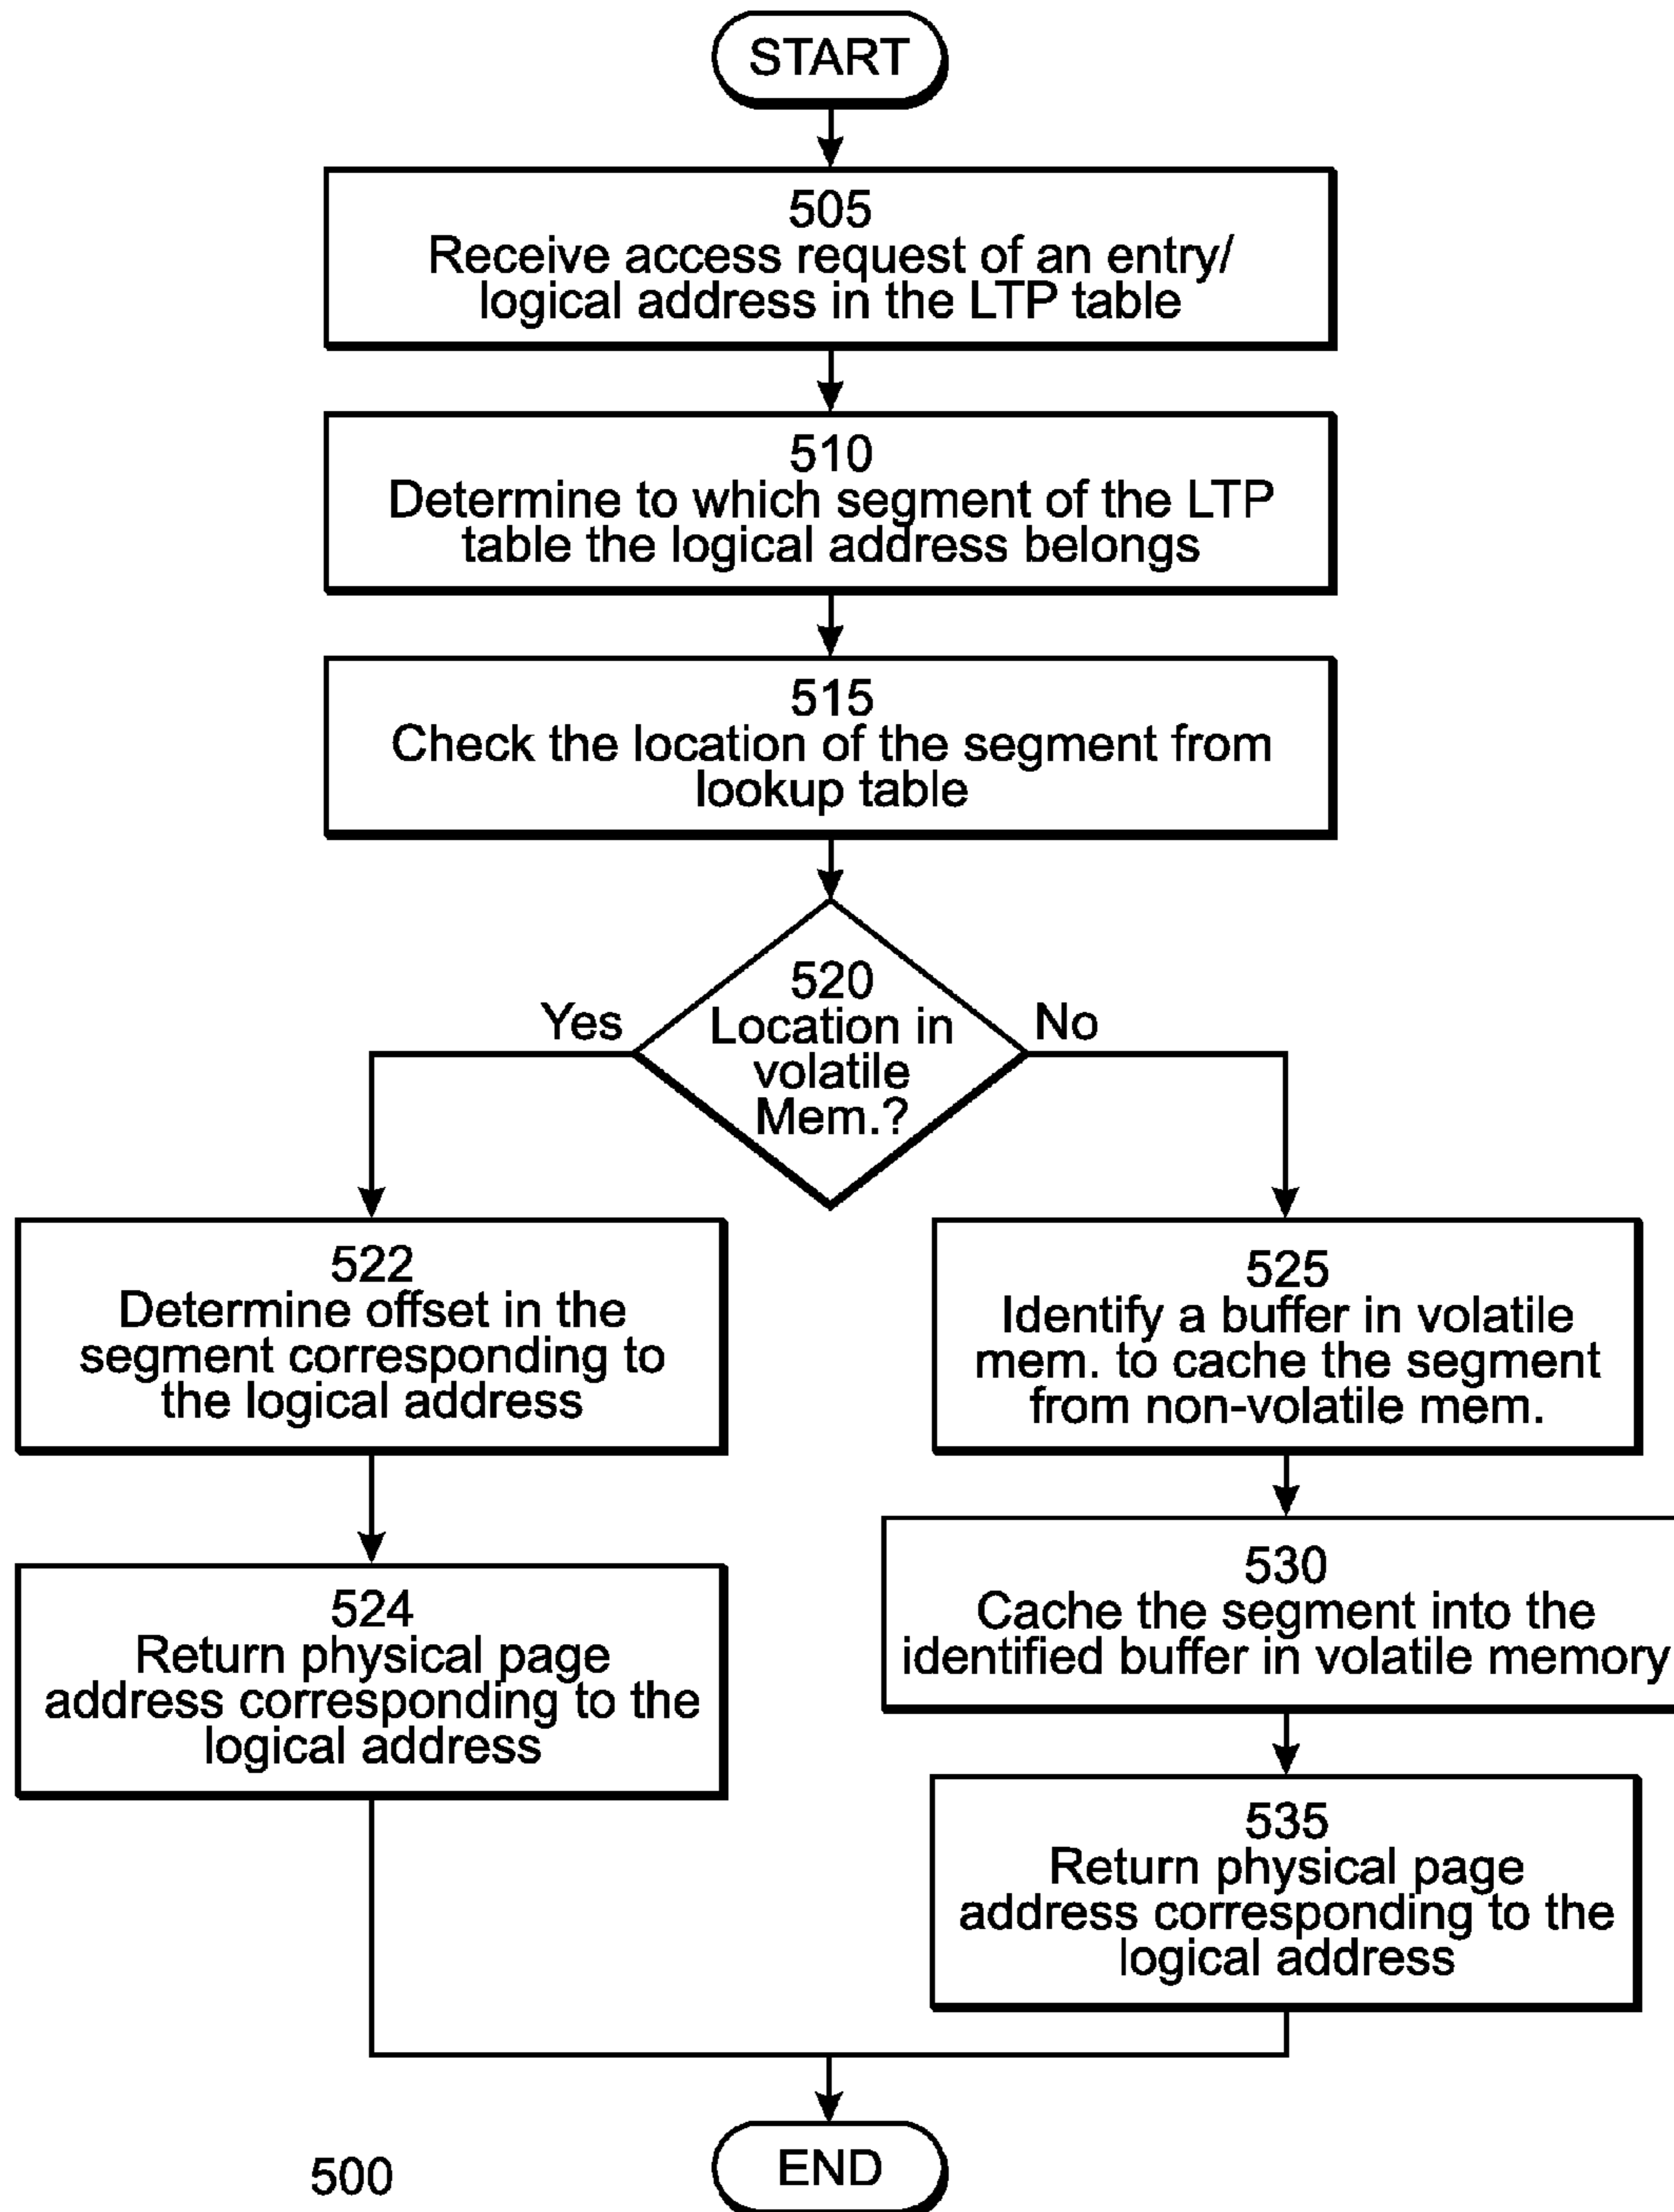 START
505
Receive access request of an entry/
logical address in the LTP table
510
Determine to which segment of the LTP
table the logical address belongs
515
Check the location of the segment from
lookup table
520
Location in
volatile
Mem.?
Yes
No
522
Determine offset in the
segment corresponding to
the logical address
524
Return physical page
address corresponding to the
logical address
525
Identify a buffer in volatile
mem. to cache the segment
from non-volatile mem.
530
Cache the segment into the
identified buffer in volatile memory
535
Return physical page
address corresponding to the
logical address
END
500